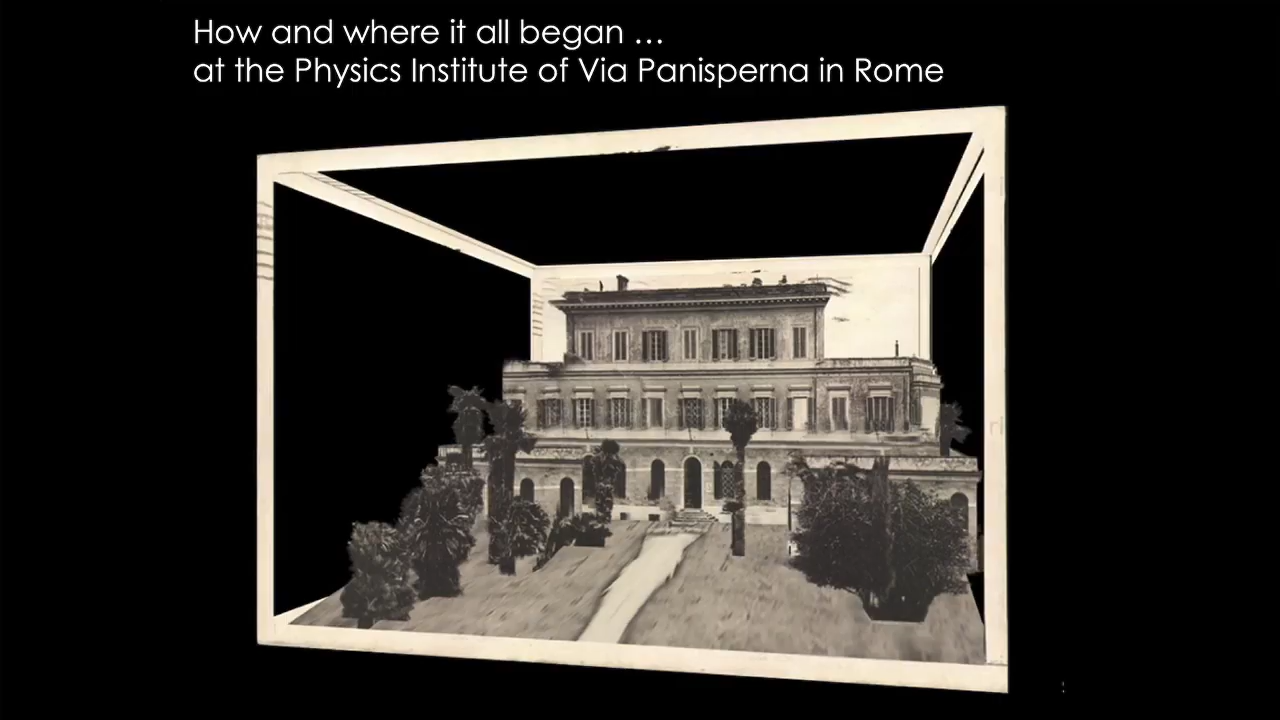 How and where it all began …
at the Physics Institute of Via Panisperna in Rome